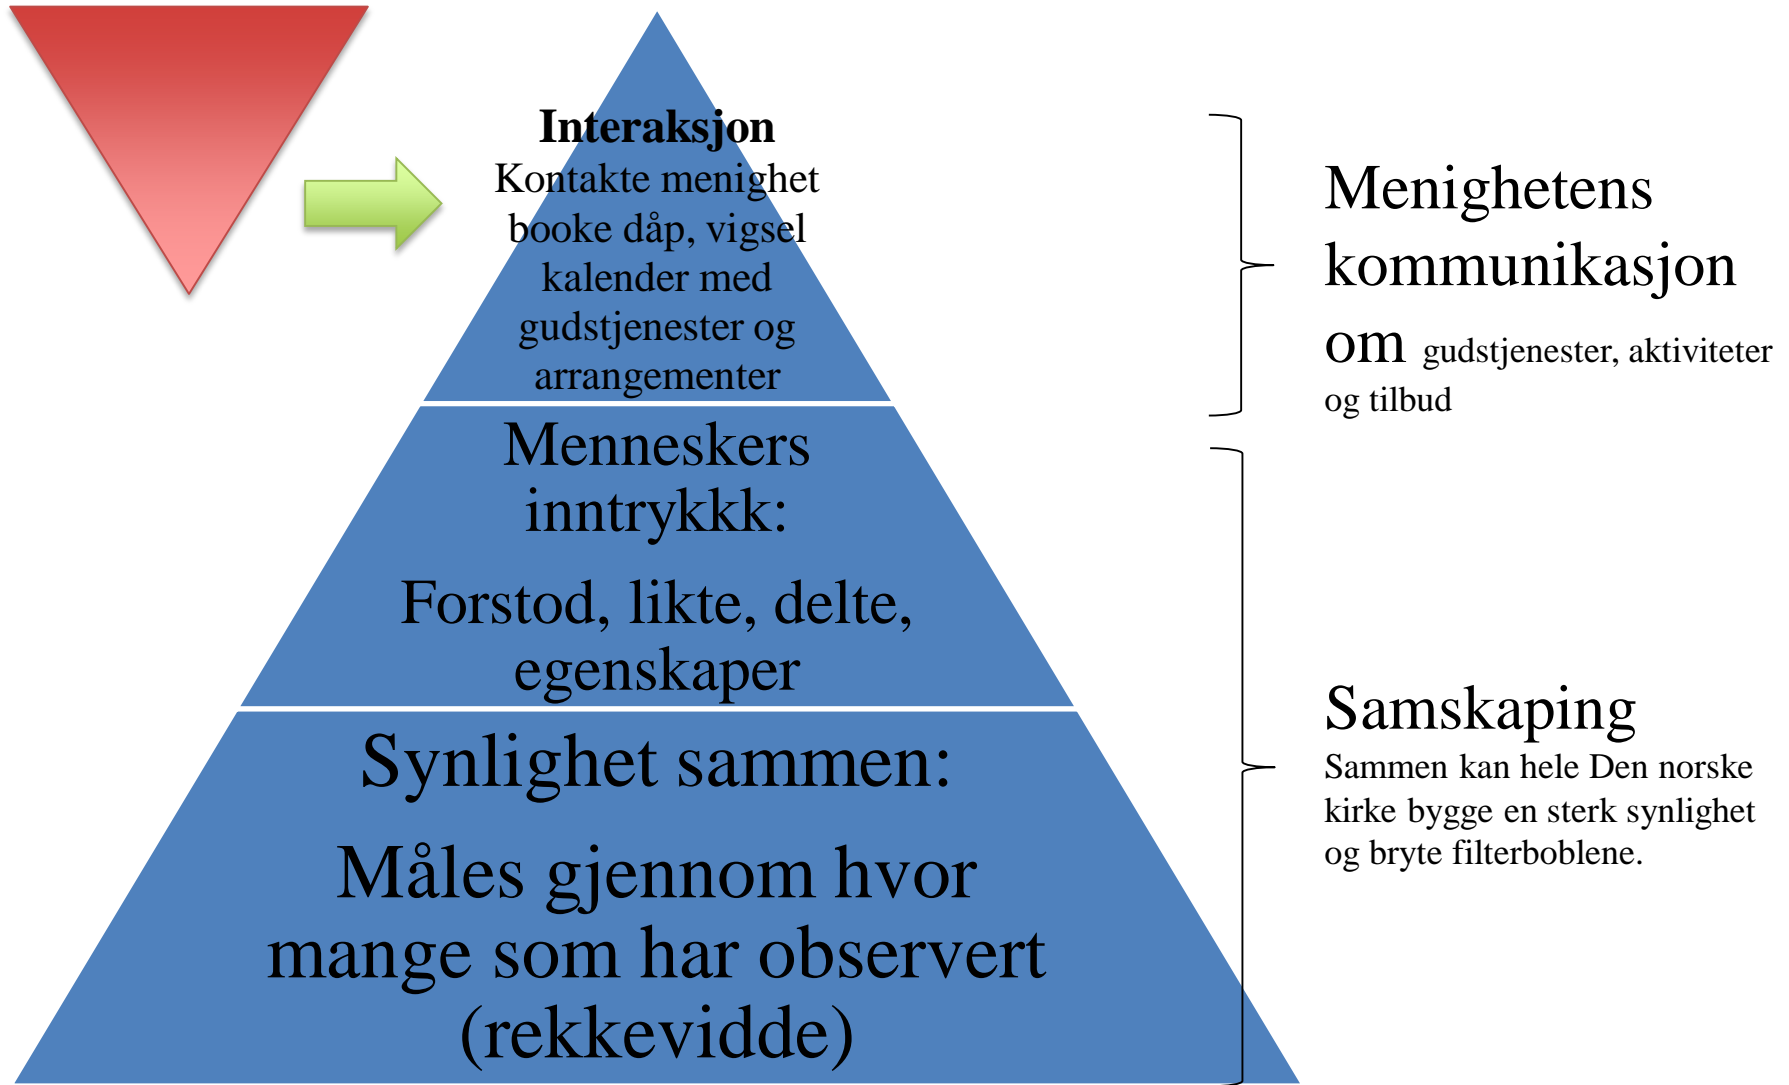 Interaksjon
Kontakte menighet
booke dåp, vigsel
kalender med
gudstjenester og
arrangementer
Menneskers
inntrykkk:
Forstod, likte, delte,
egenskaper
Synlighet sammen:
Måles gjennom hvor
mange som har observert
(rekkevidde)
Menighetens
kommunikasjon
om gudstjenester, aktiviteter
og tilbud
Samskaping
Sammen kan hele Den norske
kirke bygge en sterk synlighet
og bryte filterboblene.